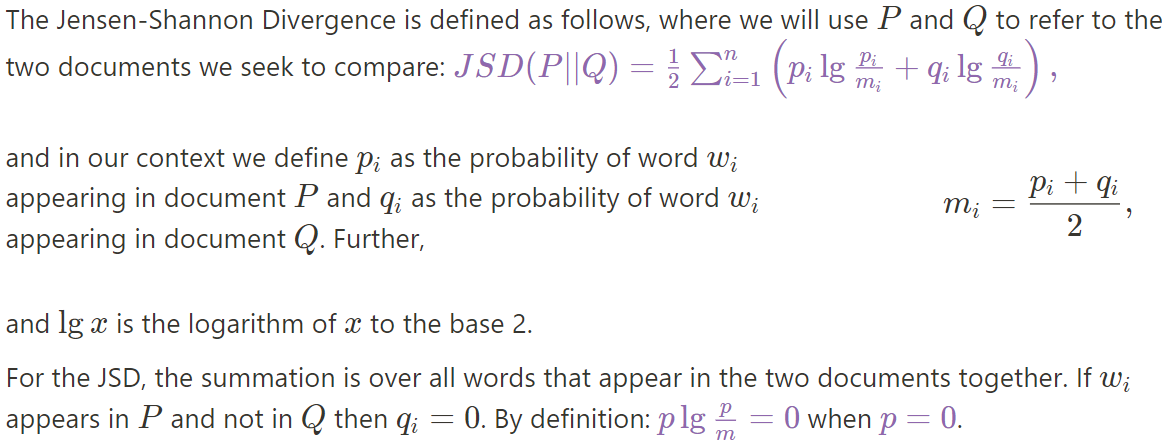 The Jensen-Shannon Divergence is defined as follows, where we will use P and Q to refer to the
two documents we seek to compare: JSD(P||Q) = \frac{1}{2} \sum_{i=1}^{n} \left( p_i \lg \frac{p_i}{m_i} + q_i \lg \frac{q_i}{m_i} \right),
and in our context we define p_i as the probability of word w_i
appearing in document P and q_i as the probability of word w_i
appearing in document Q. Further,
m_i = \frac{p_i + q_i}{2},
and lg x is the logarithm of x to the base 2.
For the JSD, the summation is over all words that appear in the two documents together. If w_i
appears in P and not in Q then q_i = 0. By definition: p \lg \frac{p}{m} = 0 when p = 0.